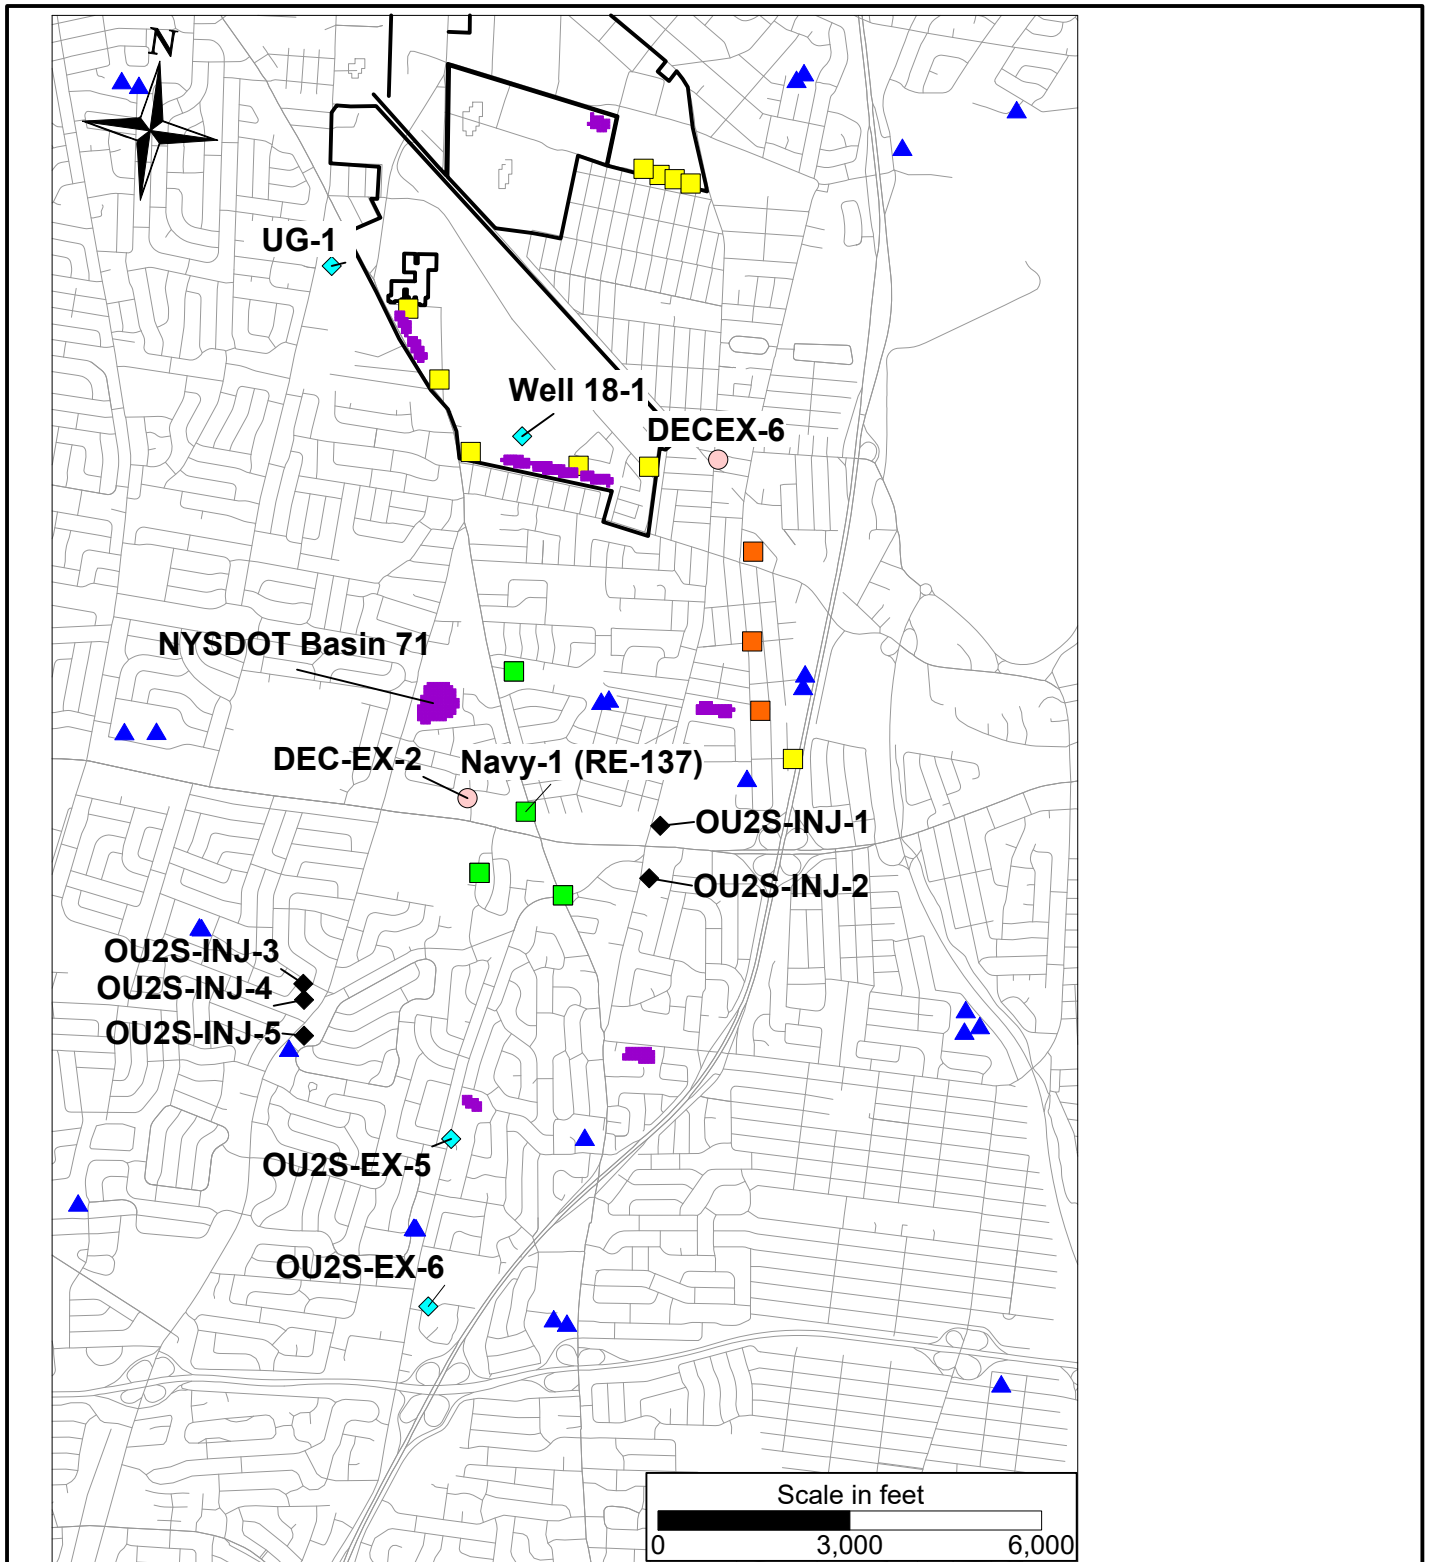 N
UG-1
Well 18-1
DECEX-6
NYSDOT Basin 71
DEC-EX-2
Navy-1 (RE-137)
OU2S-INJ-1
OU2S-INJ-2
OU2S-INJ-3
OU2S-INJ-4
OU2S-INJ-5
OU2S-EX-5
OU2S-EX-6
Scale in feet
0 3,000 6,000